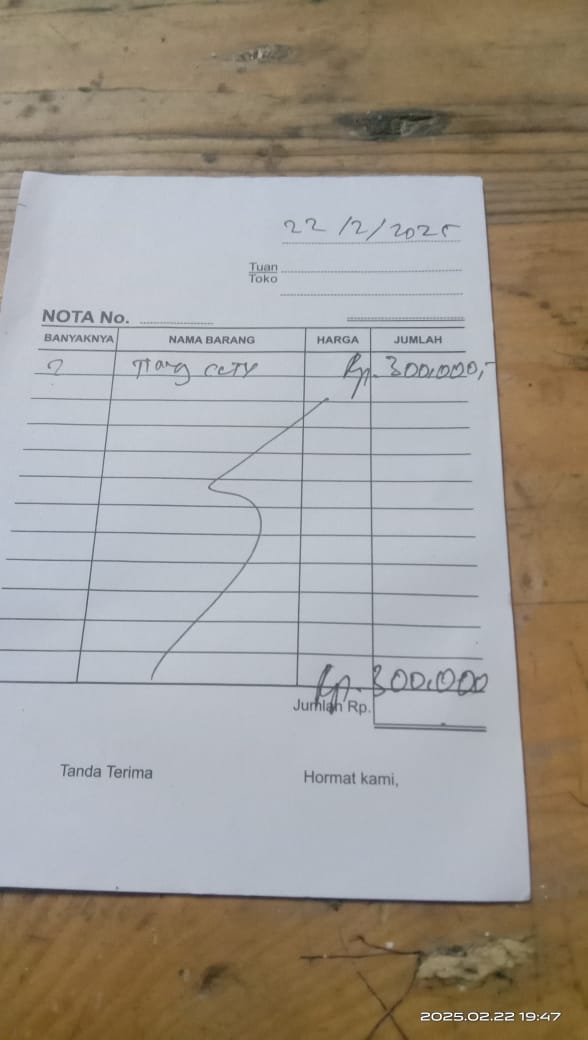 22/2/2025
Tuan
Toko
NOTA No.
BANYAKNYA NAMA BARANG HARGA JUMLAH
2 Tiang CCTV Rp. 300.000,-
Rp. 300.000
Jumlah Rp.
Tanda Terima Hormat kami,
2025.02.22 19:47